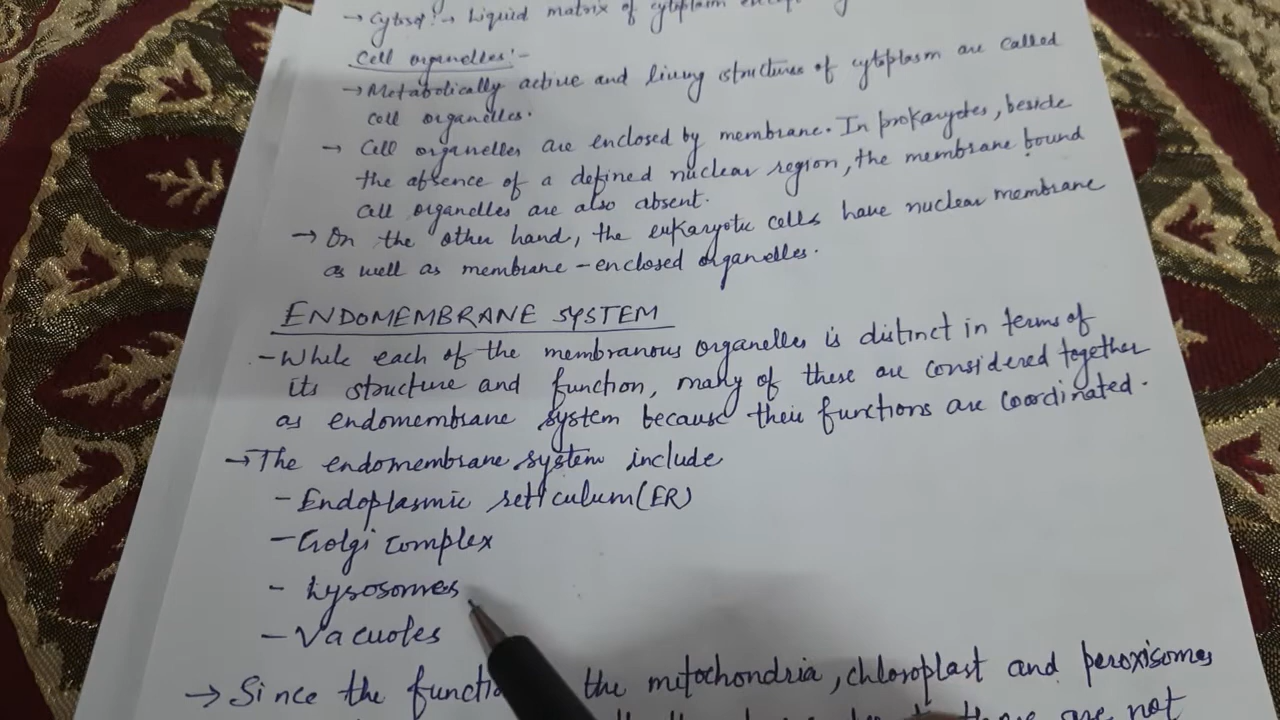 → Cytosol :→ Liquid matrix of cytoplasm except
Cell organelles:-
→ Metabolically active and living structures of cytoplasm are called
cell organelles.
→ Cell organelles are enclosed by membrane. In prokaryotes, beside
the absence of a defined nuclear region, the membrane bound
cell organelles are also absent.
→ On the other hand, the eukaryotic cells have nuclear membrane
as well as membrane-enclosed organelles.
ENDOMEMBRANE SYSTEM
- While each of the membranous organelles is distinct in terms of
its structure and function, many of these are considered together
as endomembrane system because their functions are coordinated.
→ The endomembrane system include
- Endoplasmic reticulum(ER)
- Golgi complex
- Lysosomes
- Vacuoles
→ Since the the mitochondria, chloroplast and peroxisomes
are not